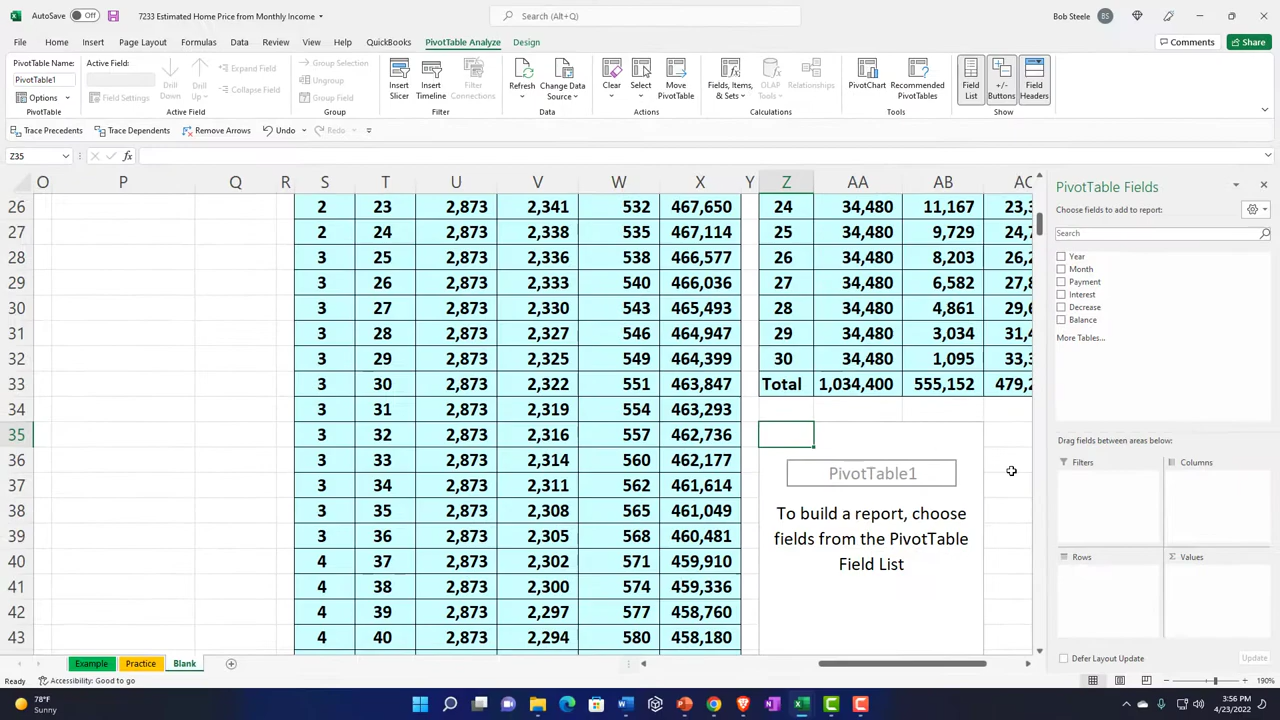 AutoSave Off 7233 Estimated Home Price from Monthly Income Search (Alt+Q) Bob Steele BS
File Home Insert Page Layout Formulas Data Review View Help QuickBooks PivotTable Analyze Design Comments Share
PivotTable Name:
PivotTable1
Options
PivotTable
Active Field:
Field Settings
Drill Down
Drill Up
Expand Field
Collapse Field
Active Field
Group Selection
Ungroup
Group Field
Group
Insert Slicer
Insert Timeline
Filter Connections
Filter
Refresh
Change Data Source
Data
Clear
Select
Move PivotTable
Actions
Fields, Items, & Sets
OLAP Tools
Relationships
Calculations
PivotChart
Recommended PivotTables
Tools
Field List
+/- Buttons
Field Headers
Show
Trace Precedents Trace Dependents Remove Arrows Undo Redo
Z35 fx
O P Q R S T U V W X Y Z AA AB AC
26 2 23 2,873 2,341 532 467,650 24 34,480 11,167 23,3
27 2 24 2,873 2,338 535 467,114 25 34,480 9,729 24,7
28 3 25 2,873 2,336 538 466,577 26 34,480 8,203 26,2
29 3 26 2,873 2,333 540 466,036 27 34,480 6,582 27,8
30 3 27 2,873 2,330 543 465,493 28 34,480 4,861 29,6
31 3 28 2,873 2,327 546 464,947 29 34,480 3,034 31,4
32 3 29 2,873 2,325 549 464,399 30 34,480 1,095 33,3
33 3 30 2,873 2,322 551 463,847 Total 1,034,400 555,152 479,2
34 3 31 2,873 2,319 554 463,293
35 3 32 2,873 2,316 557 462,736
36 3 33 2,873 2,314 560 462,177
37 3 34 2,873 2,311 562 461,614
38 3 35 2,873 2,308 565 461,049
39 3 36 2,873 2,305 568 460,481
40 4 37 2,873 2,302 571 459,910
41 4 38 2,873 2,300 574 459,336
42 4 39 2,873 2,297 577 458,760
43 4 40 2,873 2,294 580 458,180
PivotTable1
To build a report, choose
fields from the PivotTable
Field List
PivotTable Fields
Choose fields to add to report:
Search
Year
Month
Payment
Interest
Decrease
Balance
More Tables...
Drag fields between areas below:
Filters Columns
Rows Σ Values
Defer Layout Update Update
Example Practice Blank
Ready Accessibility: Good to go 190%
78°F
Sunny
3:56 PM
4/23/2022